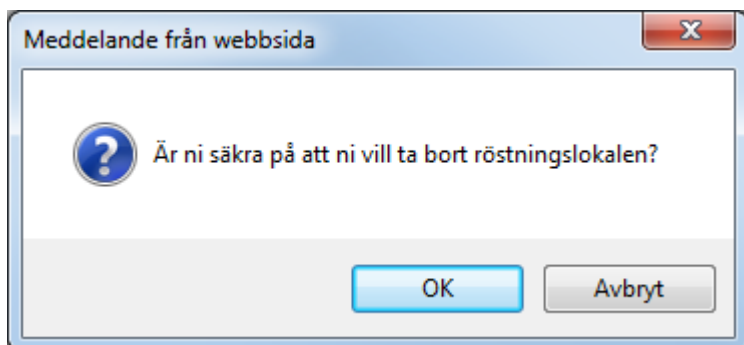 Meddelande från webbsida
Är ni säkra på att ni vill ta bort röstningslokalen?
OK Avbryt